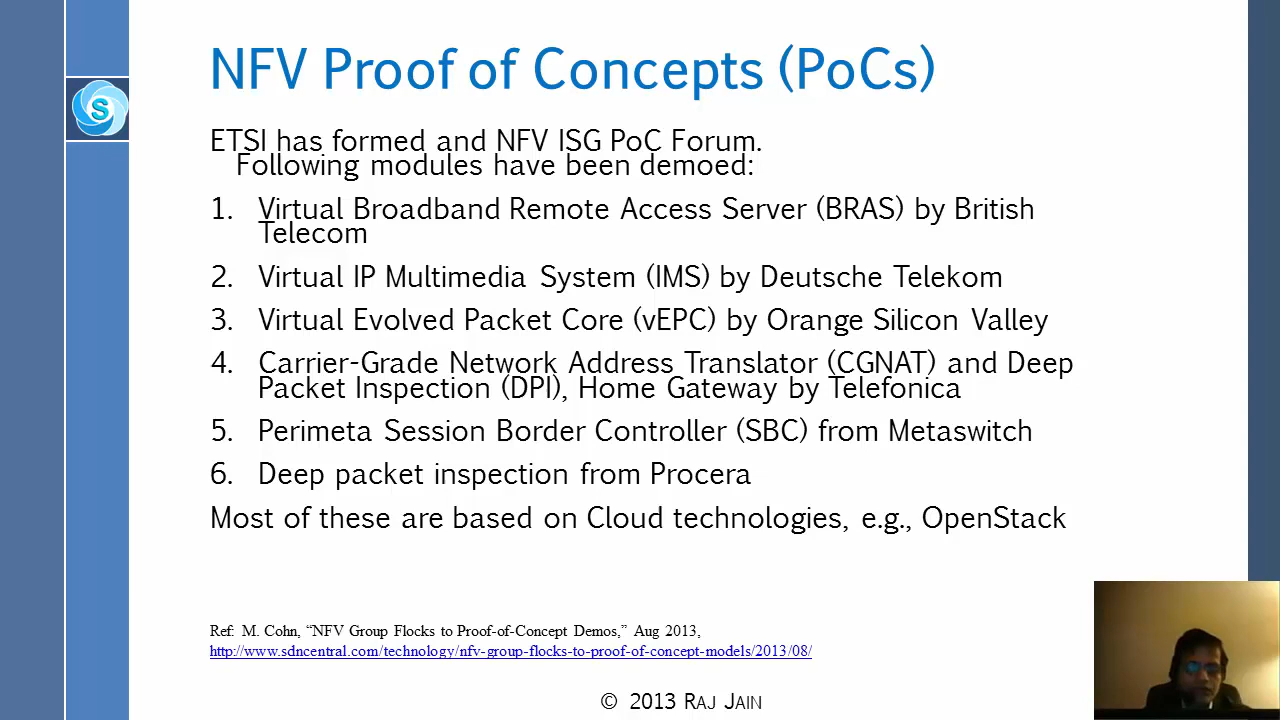 NFV Proof of Concepts (PoCs)
S
ETSI has formed and NFV ISG PoC Forum.
Following modules have been demoed:
1. Virtual Broadband Remote Access Server (BRAS) by British
Telecom
2. Virtual IP Multimedia System (IMS) by Deutsche Telekom
3. Virtual Evolved Packet Core (vEPC) by Orange Silicon Valley
4. Carrier-Grade Network Address Translator (CGNAT) and Deep
Packet Inspection (DPI), Home Gateway by Telefonica
5. Perimeta Session Border Controller (SBC) from Metaswitch
6. Deep packet inspection from Procera
Most of these are based on Cloud technologies, e.g., OpenStack
Ref: M. Cohn, “NFV Group Flocks to Proof-of-Concept Demos,” Aug 2013,
http://www.sdncentral.com/technology/nfv-group-flocks-to-proof-of-concept-models/2013/08/
© 2013 RAJ JAIN